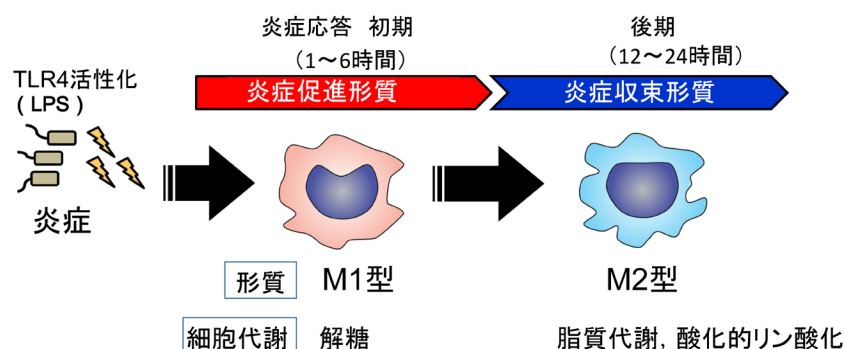 炎症応答 初期
(1～6時間)
後期
(12～24時間)
TLR4活性化
( LPS )
炎症促進形質
炎症収束形質
炎症
形質
M1型
M2型
細胞代謝
解糖
脂質代謝, 酸化的リン酸化